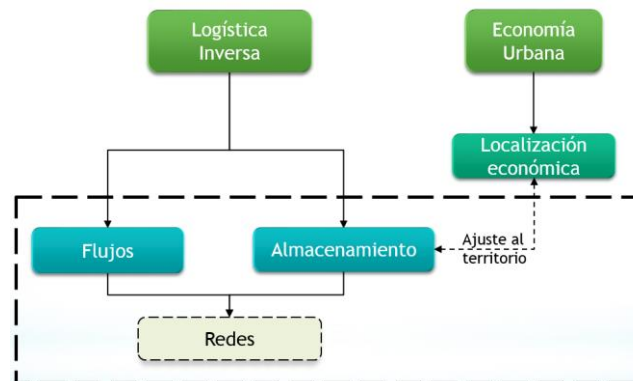 Logística
Inversa
Economía
Urbana
Localización
económica
Flujos
Almacenamiento
Ajuste al
territorio
Redes